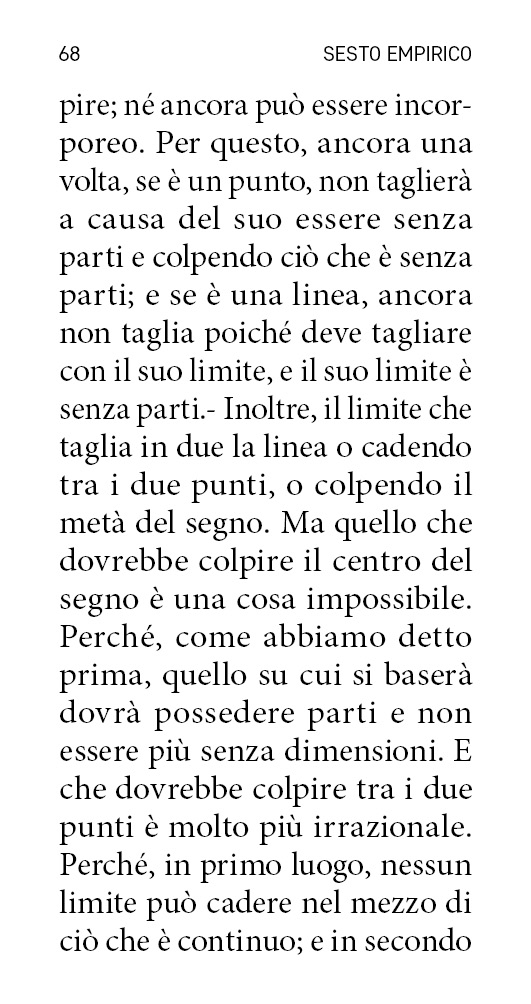 68 SESTO EMPIRICO
pire; né ancora può essere incor-
poreo. Per questo, ancora una
volta, se è un punto, non taglierà
a causa del suo essere senza
parti e colpendo ciò che è senza
parti; e se è una linea, ancora
non taglia poiché deve tagliare
con il suo limite, e il suo limite è
senza parti.- Inoltre, il limite che
taglia in due la linea o cadendo
tra i due punti, o colpendo il
metà del segno. Ma quello che
dovrebbe colpire il centro del
segno è una cosa impossibile.
Perché, come abbiamo detto
prima, quello su cui si baserà
dovrà possedere parti e non
essere più senza dimensioni. E
che dovrebbe colpire tra i due
punti è molto più irrazionale.
Perché, in primo luogo, nessun
limite può cadere nel mezzo di
ciò che è continuo; e in secondo